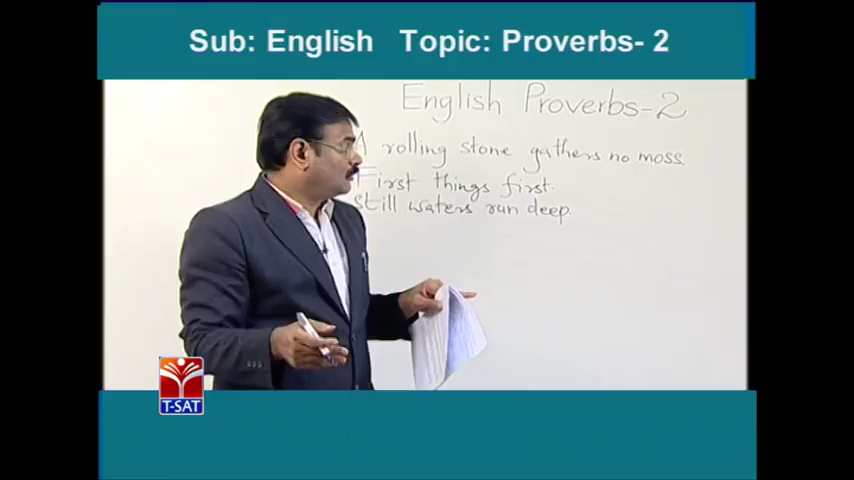 Sub: English Topic: Proverbs- 2
English Proverbs-2
A rolling stone gathers no moss.
First things first.
Still waters run deep.
T-SAT